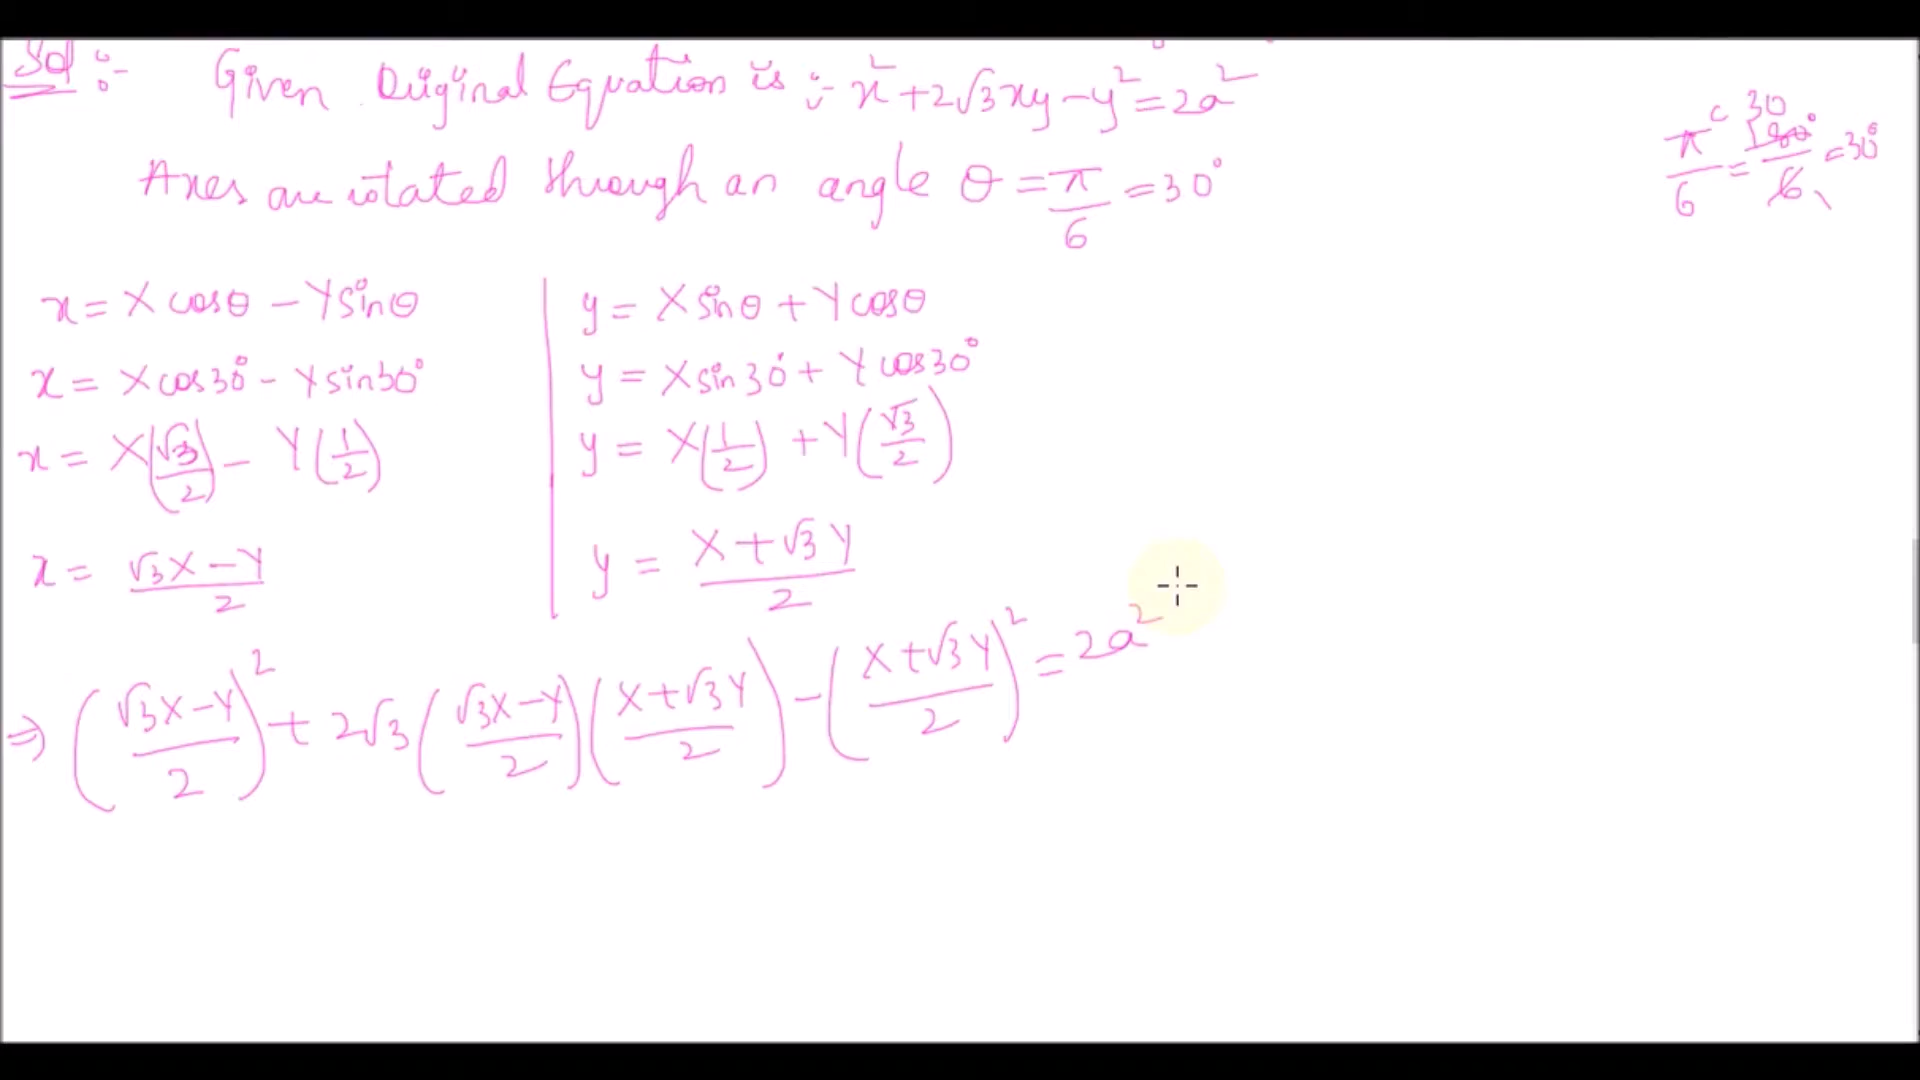 Sol :- Given Original Equation is :- x² + 2√3xy - y² = 2a²
π^c/6 = 180°/6 = 30°
30
Axes are rotated through an angle θ = π/6 = 30°
x = X cosθ - Y sinθ
x = X cos30° - Y sin30°
x = X(√3/2) - Y(1/2)
x = (√3X - Y)/2
y = X sinθ + Y cosθ
y = X sin30° + Y cos30°
y = X(1/2) + Y(√3/2)
y = (X + √3Y)/2
⇒ ((√3X - Y)/2)² + 2√3((√3X - Y)/2)((X + √3Y)/2) - ((X + √3Y)/2)² = 2a²